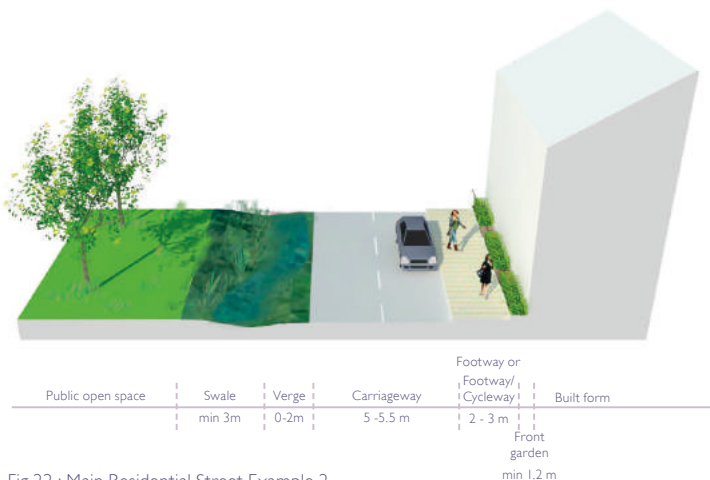 Public open space
Swale
min 3m
Verge
0-2m
Carriageway
5 -5.5 m
Footway or
Footway/
Cycleway
2 - 3 m
Front
garden
min 1.2 m
Built form
Fig 22 : Main Residential Street Example 2